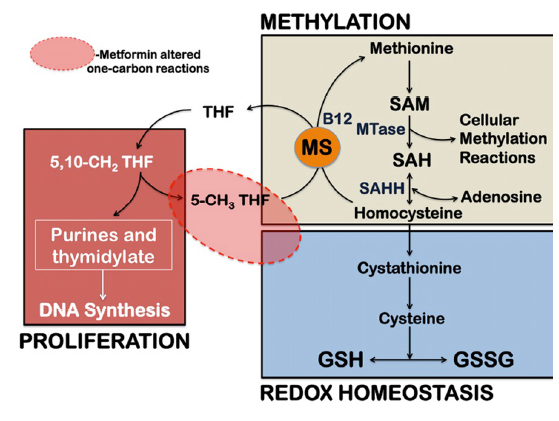 METHYLATION
-Metformin altered
one-carbon reactions
Methionine
THF
SAM
B12
MTase
Cellular
Methylation
Reactions
MS
5,10-CH₂ THF
SAH
SAHH
5-CH₃ THF
Adenosine
Homocysteine
Purines and
thymidylate
Cystathionine
DNA Synthesis
Cysteine
PROLIFERATION
GSH
GSSG
REDOX HOMEOSTASIS